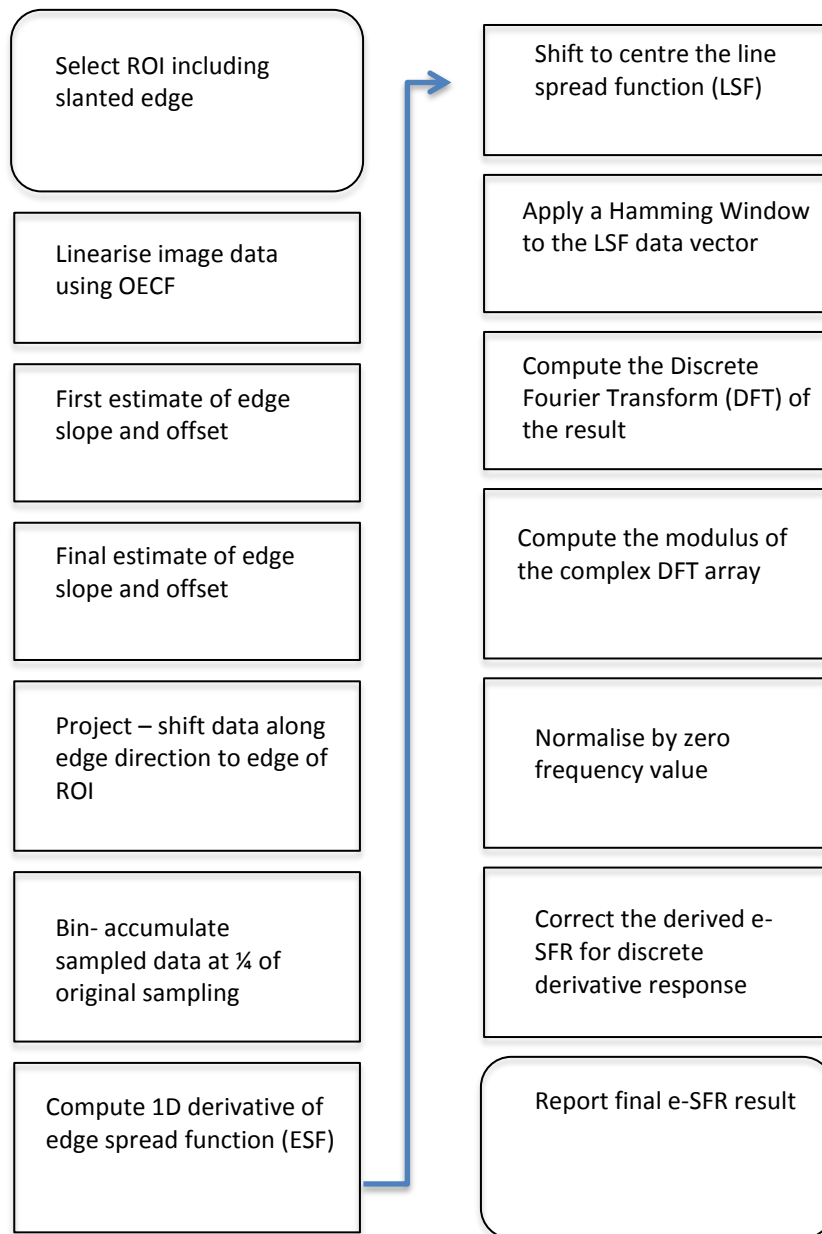 Select ROI including
slanted edge
Linearise image data
using OECF
First estimate of edge
slope and offset
Final estimate of edge
slope and offset
Project – shift data along
edge direction to edge of
ROI
Bin- accumulate
sampled data at ¼ of
original sampling
Compute 1D derivative of
edge spread function (ESF)
Shift to centre the line
spread function (LSF)
Apply a Hamming Window
to the LSF data vector
Compute the Discrete
Fourier Transform (DFT) of
the result
Compute the modulus of
the complex DFT array
Normalise by zero
frequency value
Correct the derived e-
SFR for discrete
derivative response
Report final e-SFR result